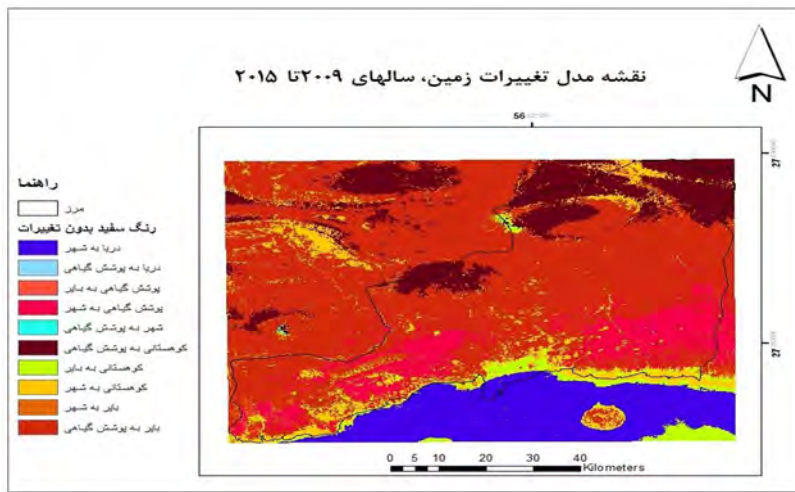 نقشه مدل تغییرات زمین، سالهای ۲۰۰۹ تا ۲۰۱۵
N
56
27
27
راهنما
مرز
رنگ سفید بدون تغییرات
دریا به شهر
دریا به پوشش گیاهی
پوشش گیاهی به بایر
پوشش گیاهی به شهر
شهر به پوشش گیاهی
کوهستانی به پوشش گیاهی
کوهستانی به بایر
کوهستانی به شهر
بایر به شهر
بایر به پوشش گیاهی
0 5 10 20 30 40
Kilometers